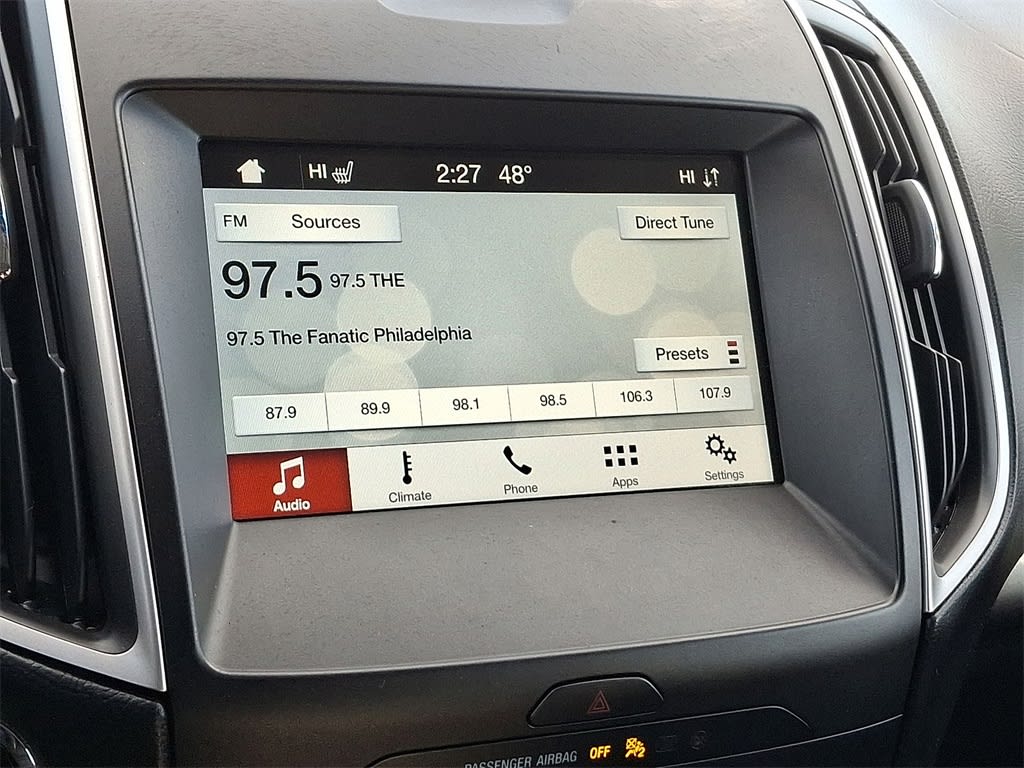 HI 2:27 48° HI
FM Sources Direct Tune
97.5 97.5 THE
97.5 The Fanatic Philadelphia
Presets
87.9 89.9 98.1 98.5 106.3 107.9
Audio Climate Phone Apps Settings
PASSENGER AIRBAG OFF